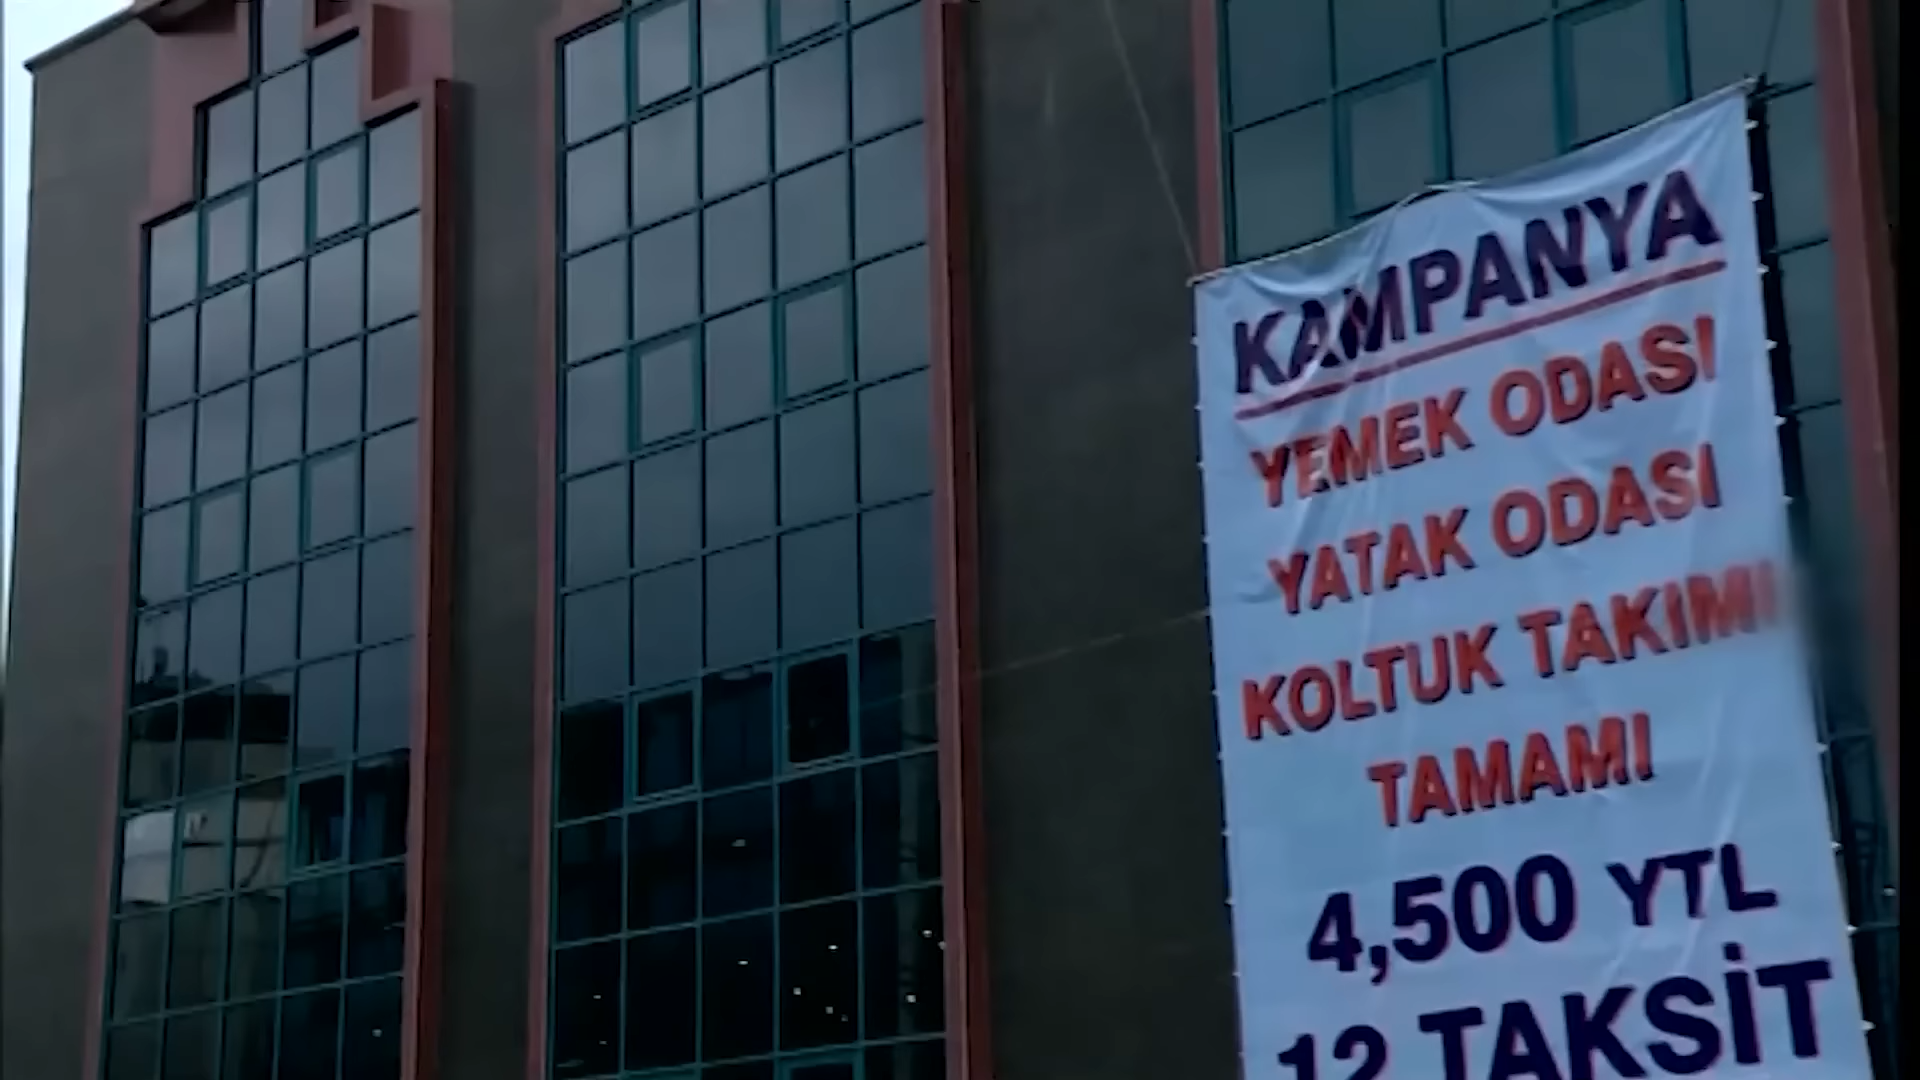 KAMPANYA
YEMEK ODASI
YATAK ODASI
KOLTUK TAKIMI
TAMAMI
4,500 YTL
12 TAKSİT